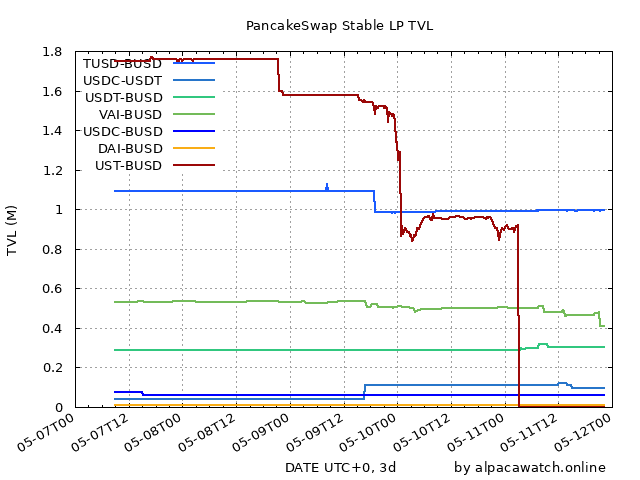 PancakeSwap Stable LP TVL
1.8
1.6
1.4
1.2
1
0.8
0.6
0.4
0.2
0
TVL (M)
TUSD-BUSD
USDC-USDT
USDT-BUSD
VAI-BUSD
USDC-BUSD
DAI-BUSD
UST-BUSD
05-07T00
05-07T12
05-08T00
05-08T12
05-09T00
05-09T12
05-10T00
05-10T12
05-11T00
05-11T12
05-12T00
DATE UTC+0, 3d
by alpacawatch.online